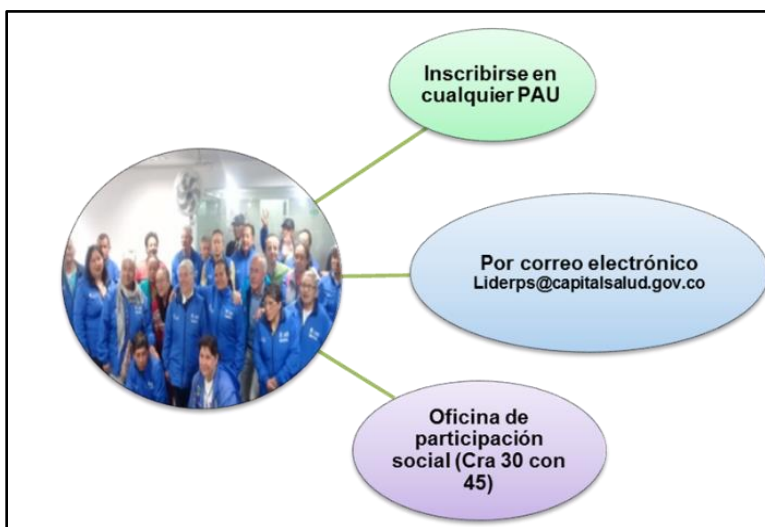 Inscribirse en
cualquier PAU
Por correo electrónico
Liderps@capitalsalud.gov.co
Oficina de
participación
social (Cra 30 con
45)